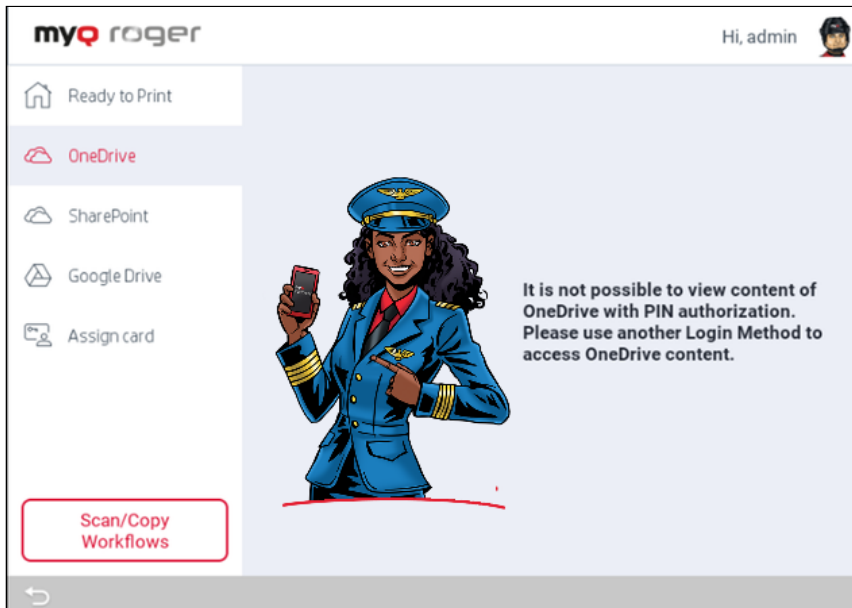 myQ roger
Hi, admin
Ready to Print
OneDrive
SharePoint
Google Drive
Assign card
Scan/Copy
Workflows
It is not possible to view content of
OneDrive with PIN authorization.
Please use another Login Method to
access OneDrive content.